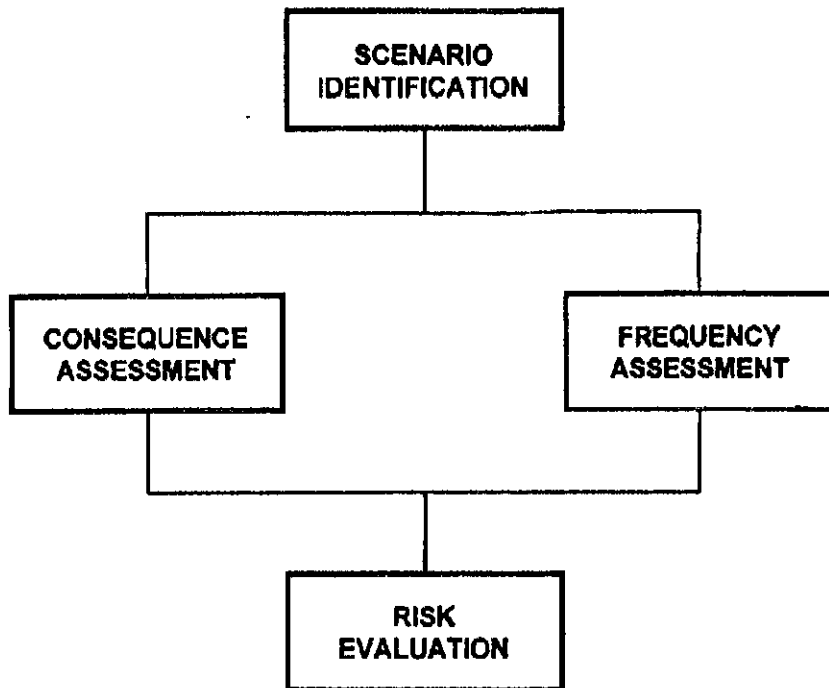 SCENARIO
IDENTIFICATION
CONSEQUENCE
ASSESSMENT
FREQUENCY
ASSESSMENT
RISK
EVALUATION